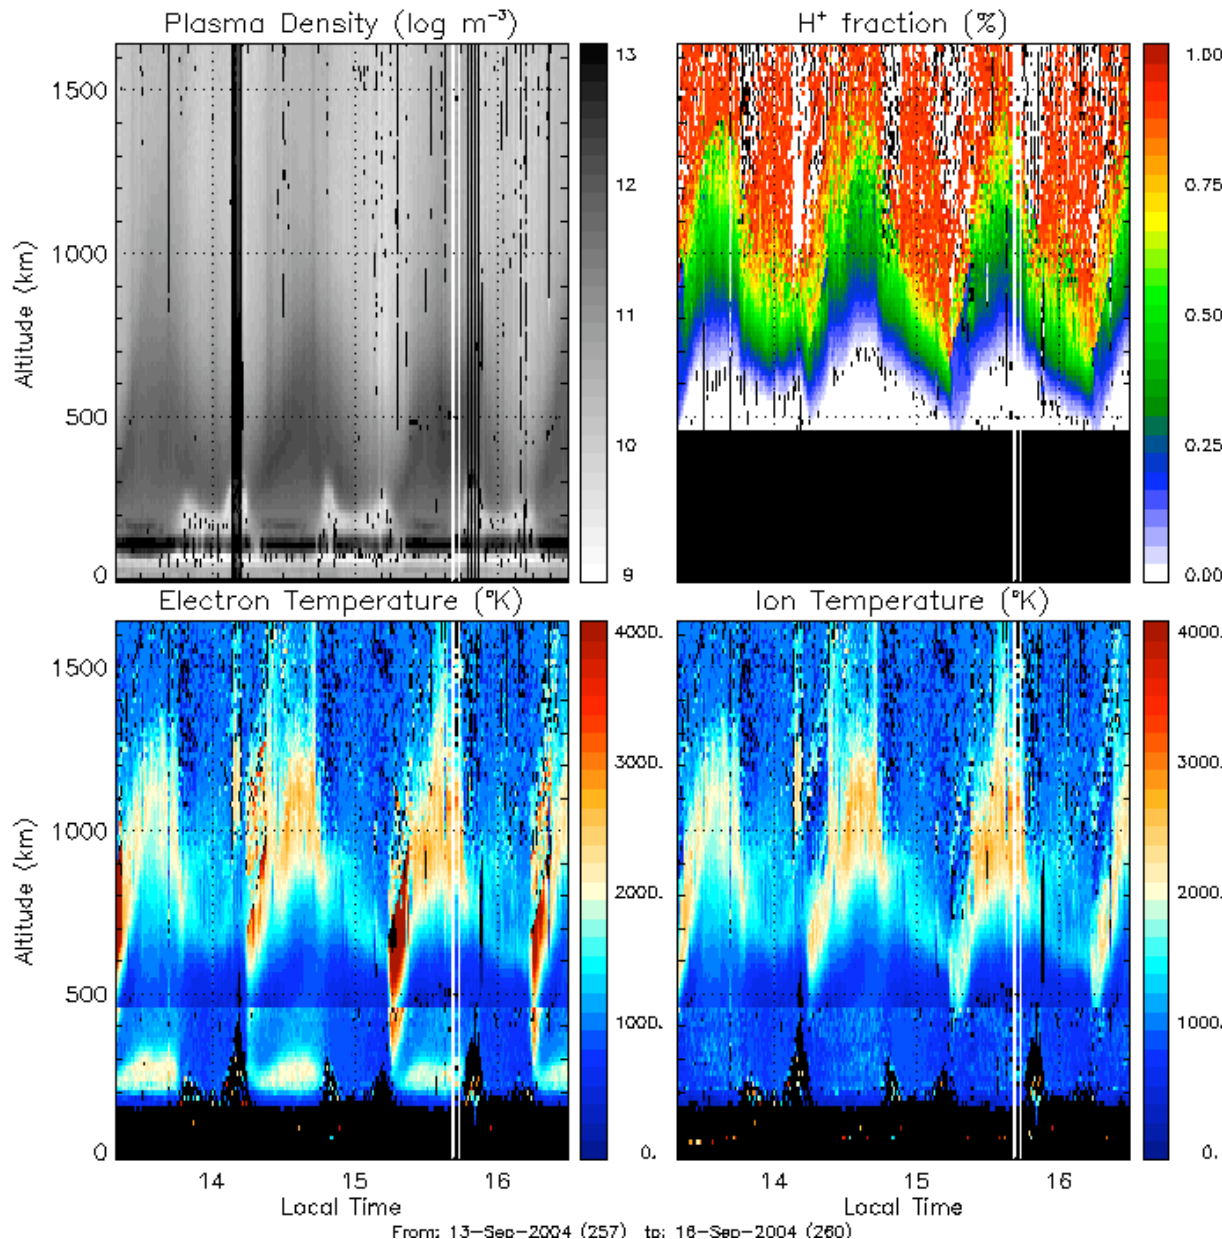 Plasma Density (log m⁻³)
H⁺ fraction (%)
1500
1000
500
0
Altitude (km)
13
12
11
10
9
1.00
0.75
0.50
0.25
0.00
Electron Temperature (°K)
Ion Temperature (°K)
1500
1000
500
0
Altitude (km)
4000.
3000.
2000.
1000.
0.
4000.
3000.
2000.
1000.
0.
14 15 16
14 15 16
Local Time
Local Time
From: 13-Sep-2004 (257) to: 16-Sep-2004 (260)